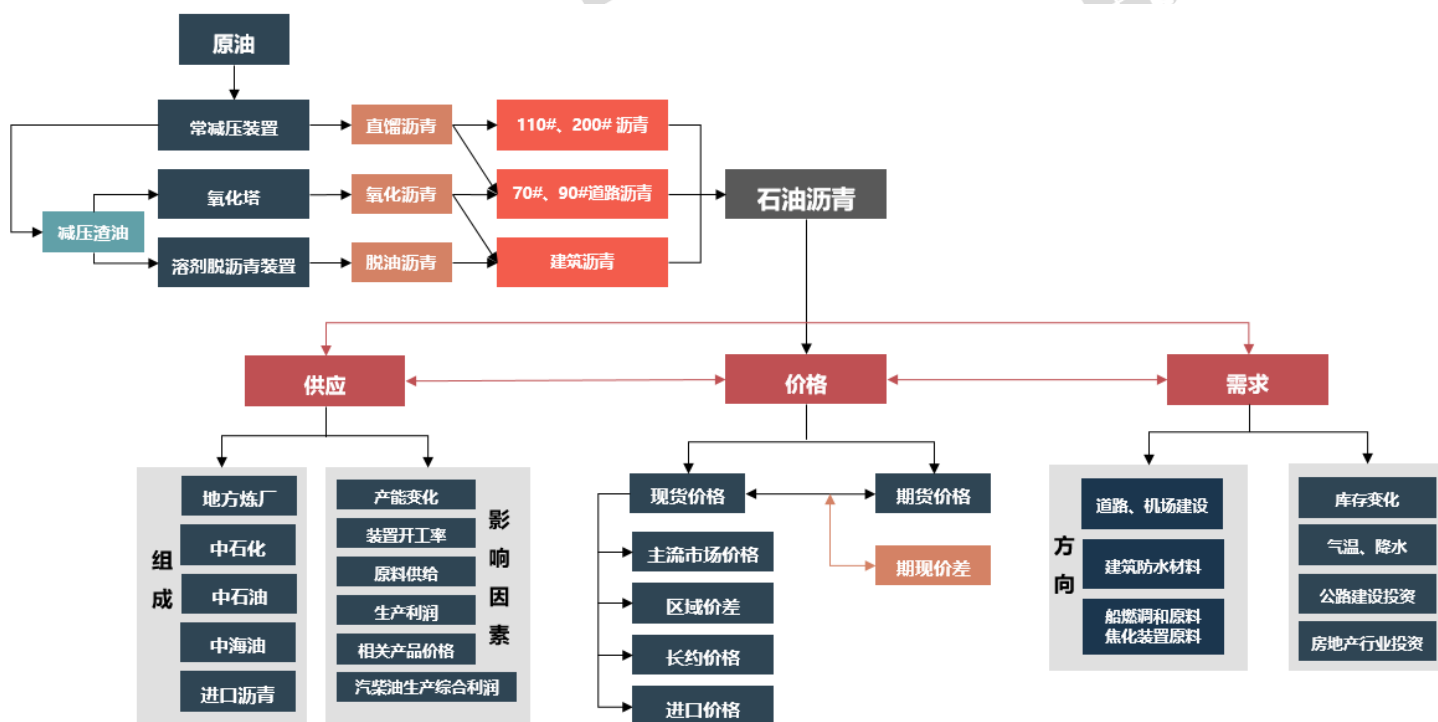 原油
常减压装置
直馏沥青
110#、200# 沥青
氧化塔
氧化沥青
70#、90#道路沥青
石油沥青
减压渣油
溶剂脱沥青装置
脱油沥青
建筑沥青
供应
价格
需求
组成
地方炼厂
中石化
中石油
中海油
进口沥青
产能变化
装置开工率
原料供给
生产利润
相关产品价格
汽柴油生产综合利润
影响因素
现货价格
期货价格
主流市场价格
期现价差
区域价差
长约价格
进口价格
方向
道路、机场建设
建筑防水材料
船燃调和原料
焦化装置原料
库存变化
气温、降水
公路建设投资
房地产行业投资